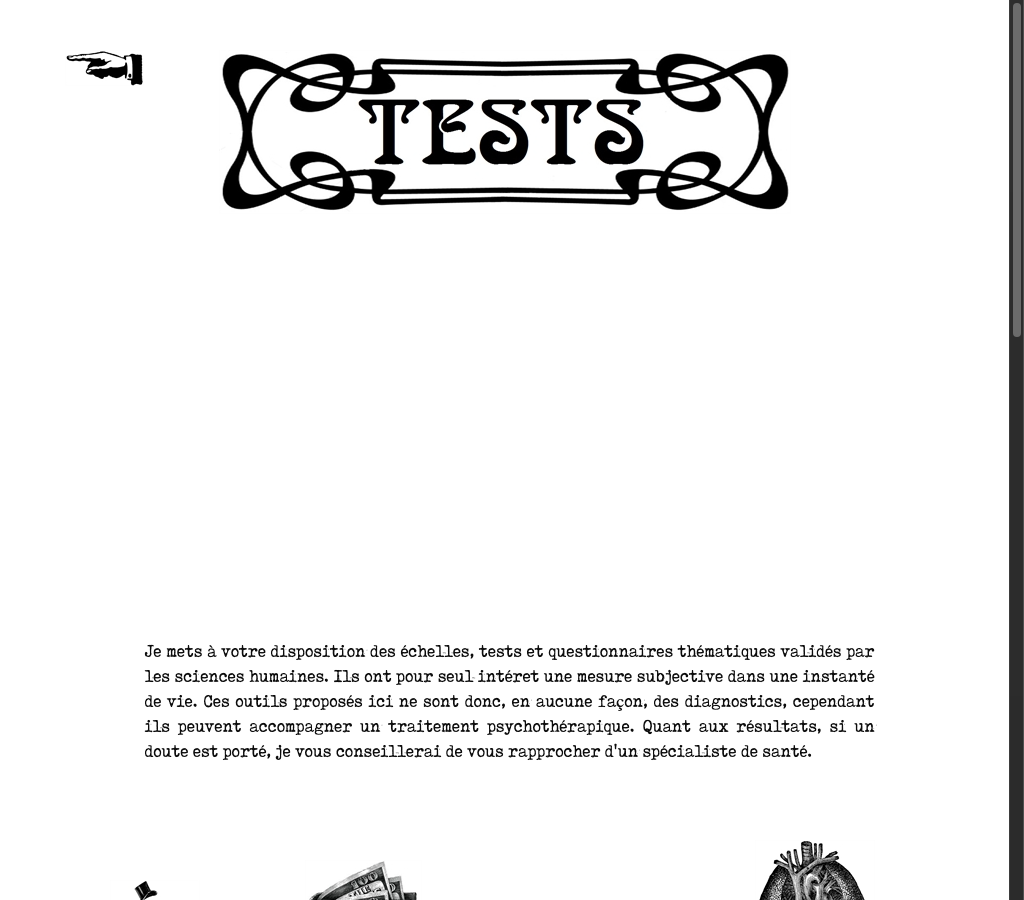 TESTS
Je mets à votre disposition des échelles, tests et questionnaires thématiques validés par
les sciences humaines. Ils ont pour seul intéret une mesure subjective dans une instanté
de vie. Ces outils proposés ici ne sont donc, en aucune façon, des diagnostics, cependant
ils peuvent accompagner un traitement psychothérapique. Quant aux résultats, si un
doute est porté, je vous conseillerai de vous rapprocher d'un spécialiste de santé.
100